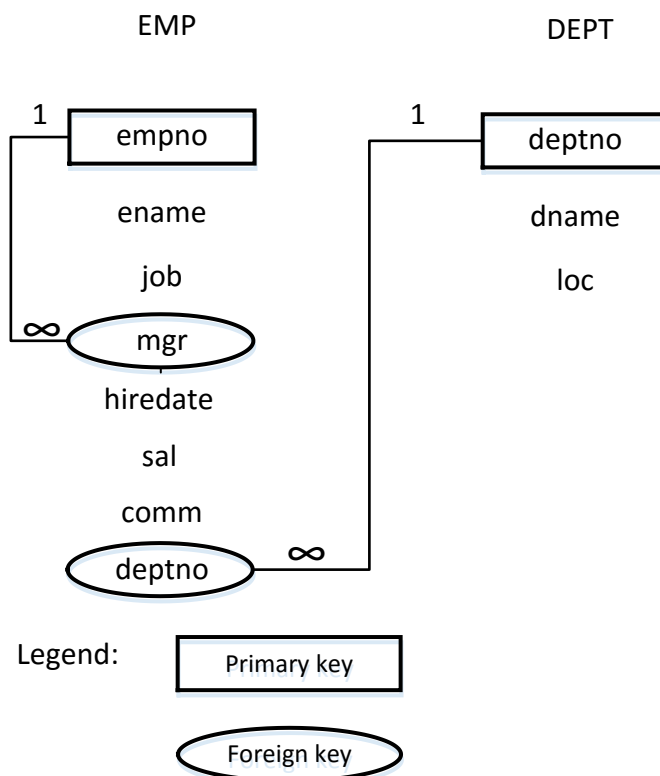 EMP
DEPT
1
empno
1
deptno
ename
dname
job
loc
∞
mgr
hiredate
sal
comm
deptno
∞
Legend:
Primary key
Foreign key